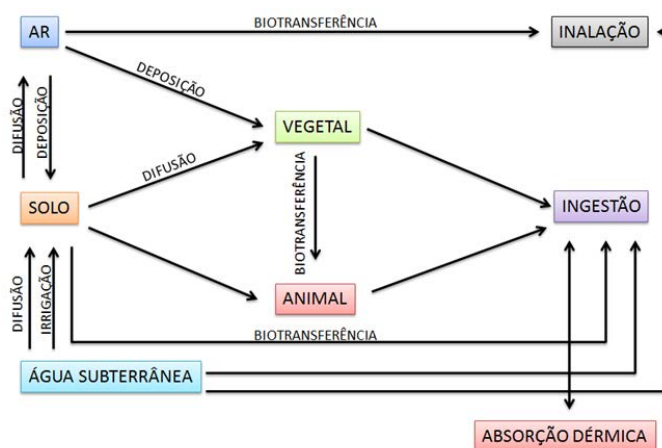 AR
BIOTRANSFERÊNCIA
INALAÇÃO
DEPOSIÇÃO
DIFUSÃO
DEPOSIÇÃO
VEGETAL
DIFUSÃO
BIOTRANSFERÊNCIA
SOLO
INGESTÃO
DIFUSÃO
IRRIGAÇÃO
ANIMAL
BIOTRANSFERÊNCIA
ÁGUA SUBTERRÂNEA
ABSORÇÃO DÉRMICA